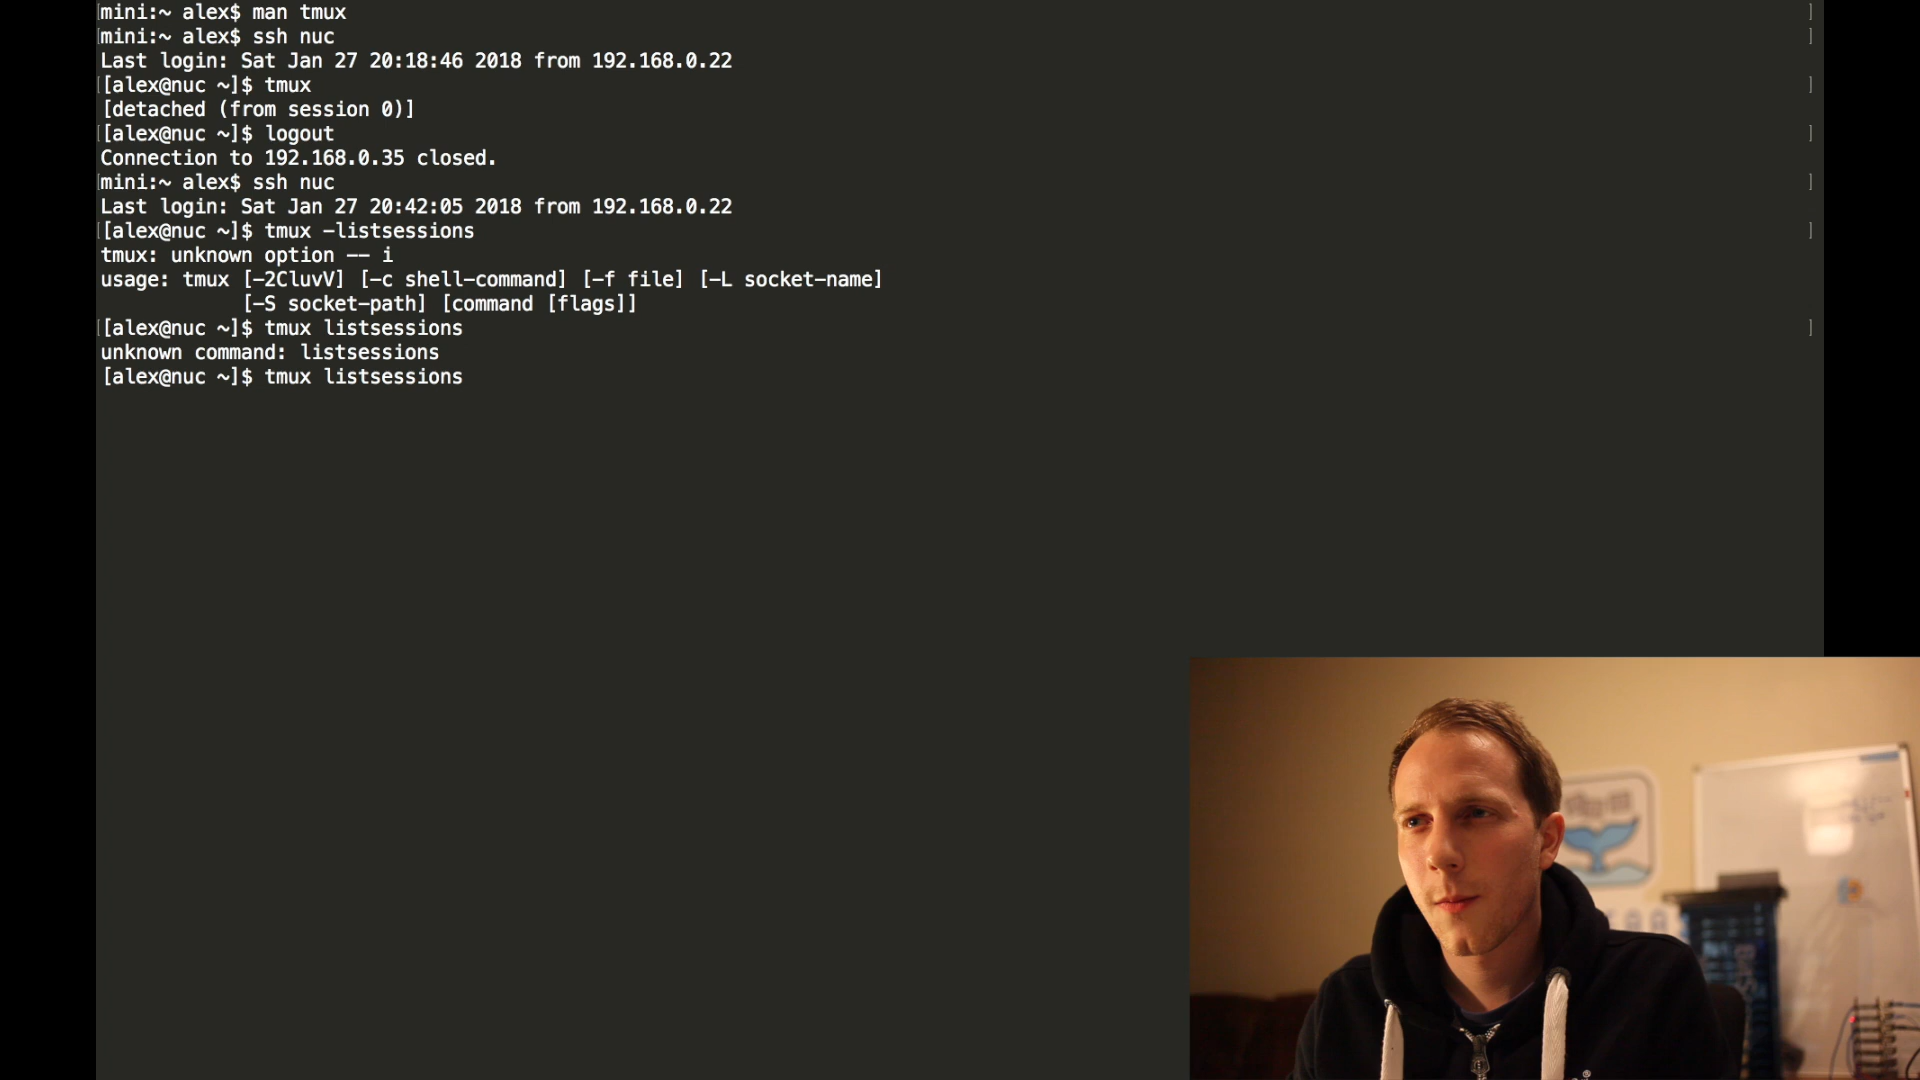 mini:~ alex$ man tmux
mini:~ alex$ ssh nuc
Last login: Sat Jan 27 20:18:46 2018 from 192.168.0.22
[alex@nuc ~]$ tmux
[detached (from session 0)]
[alex@nuc ~]$ logout
Connection to 192.168.0.35 closed.
mini:~ alex$ ssh nuc
Last login: Sat Jan 27 20:42:05 2018 from 192.168.0.22
[alex@nuc ~]$ tmux -listsessions
tmux: unknown option -- i
usage: tmux [-2CluvV] [-c shell-command] [-f file] [-L socket-name]
            [-S socket-path] [command [flags]]
[alex@nuc ~]$ tmux listsessions
unknown command: listsessions
[alex@nuc ~]$ tmux listsessions